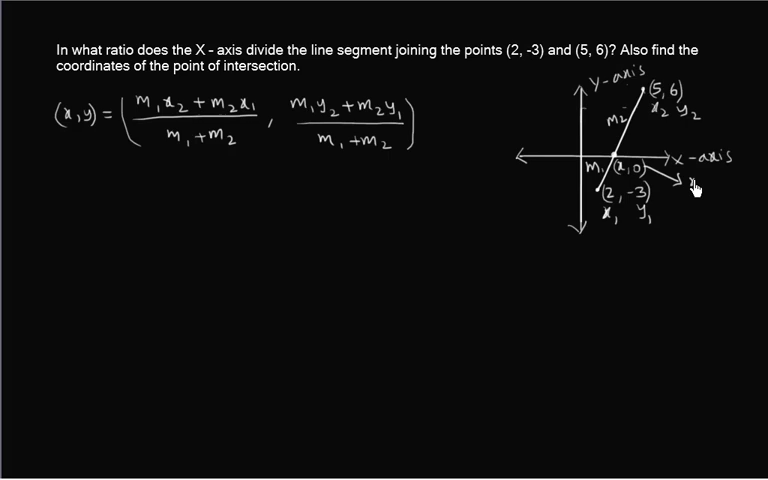 In what ratio does the X - axis divide the line segment joining the points (2, -3) and (5, 6)? Also find the
coordinates of the point of intersection.
(x, y) = ( m₁x₂ + m₂x₁ / m₁ + m₂ , m₁y₂ + m₂y₁ / m₁ + m₂ )
y-axis
(5, 6)
x₂ y₂
m₂
x-axis
m₁ (x, 0)
(2, -3)
x₁ y₁